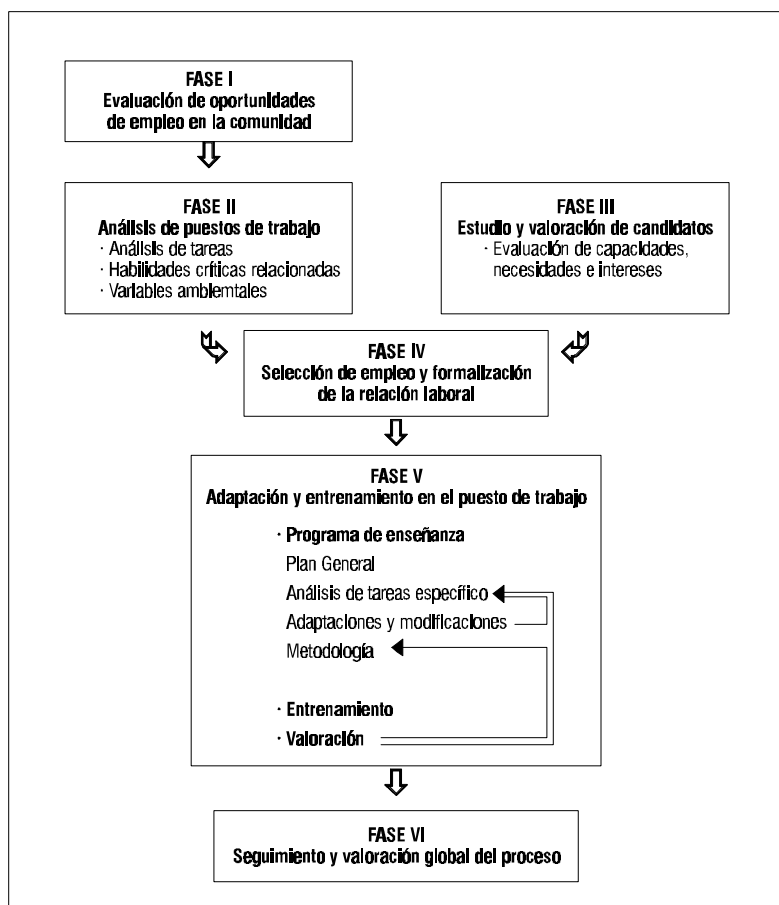 FASE I
Evaluación de oportunidades
de empleo en la comunidad
FASE II
Análisis de puestos de trabajo
· Análisis de tareas
· Habilidades críticas relacionadas
· Variables ambiemtales
FASE III
Estudio y valoración de candidatos
· Evaluación de capacidades,
necesidades e intereses
FASE IV
Selección de empleo y formalización
de la relación laboral
FASE V
Adaptación y entrenamiento en el puesto de trabajo
· Programa de enseñanza
Plan General
Análisis de tareas específico
Adaptaciones y modificaciones
Metodología
· Entrenamiento
· Valoración
FASE VI
Seguimiento y valoración global del proceso